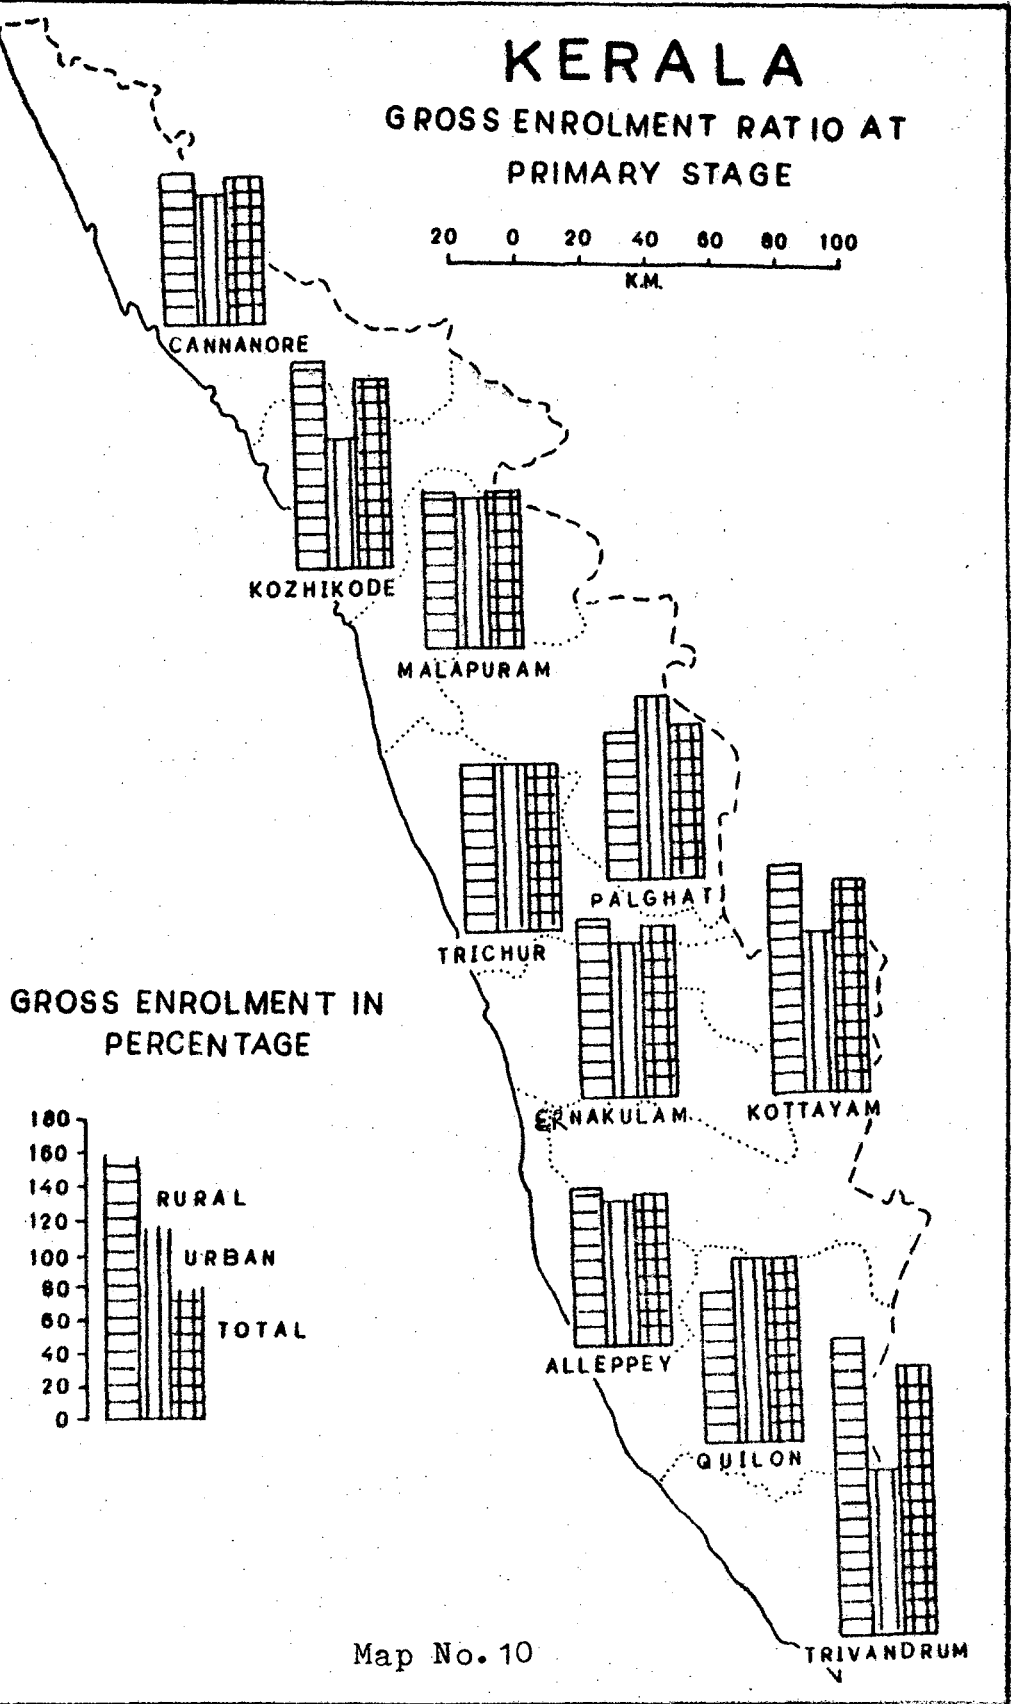 KERALA
GROSS ENROLMENT RATIO AT
PRIMARY STAGE
20 0 20 40 60 80 100
K.M.
CANNANORE
KOZHIKODE
MALAPURAM
PALGHAT
TRICHUR
GROSS ENROLMENT IN
PERCENTAGE
ERNAKULAM
KOTTAYAM
180
160
140
120
100
80
60
40
20
0
RURAL
URBAN
TOTAL
ALLEPPEY
QUILON
TRIVANDRUM
Map No.10